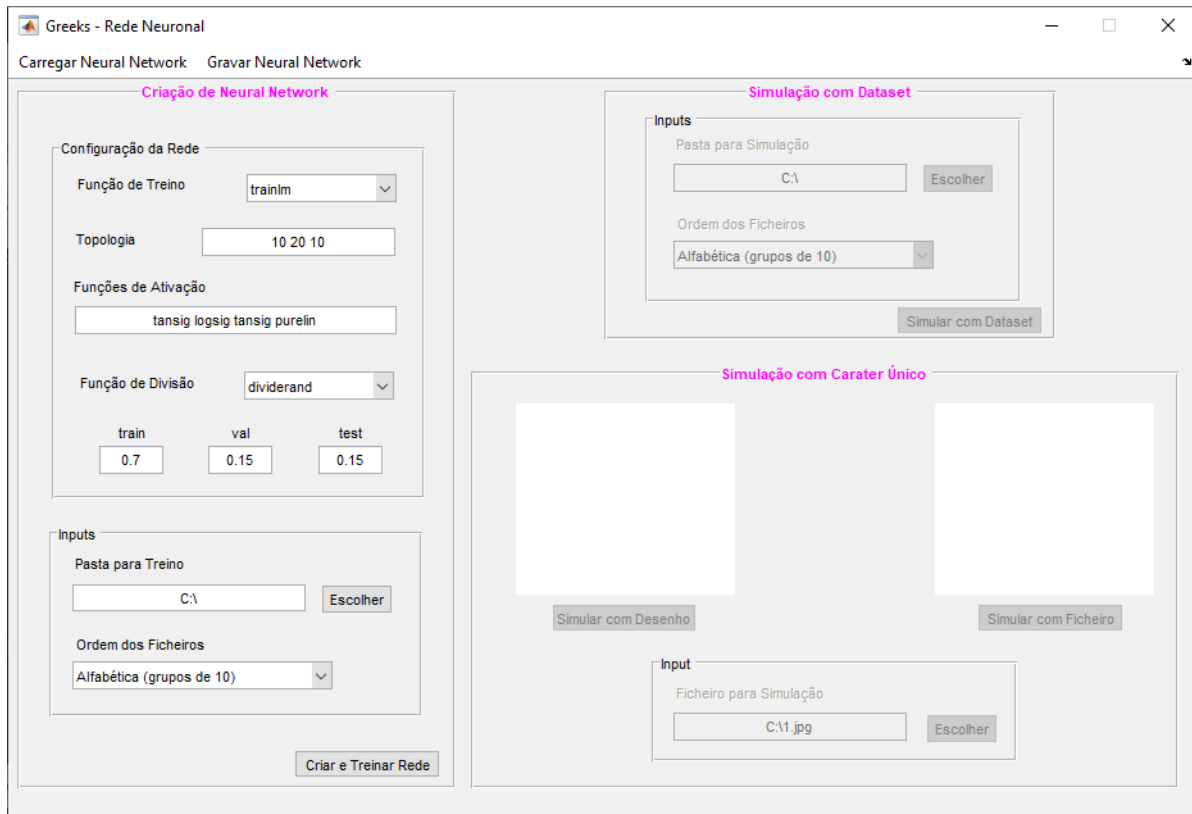 Greeks - Rede Neuronal
Carregar Neural Network Gravar Neural Network
Criação de Neural Network
Configuração da Rede
Função de Treino
trainlm
Topologia
10 20 10
Funções de Ativação
tansig logsig tansig purelin
Função de Divisão
dividerand
train val test
0.7 0.15 0.15
Inputs
Pasta para Treino
C:\
Escolher
Ordem dos Ficheiros
Alfabética (grupos de 10)
Criar e Treinar Rede
Simulação com Dataset
Inputs
Pasta para Simulação
C:\
Escolher
Ordem dos Ficheiros
Alfabética (grupos de 10)
Simular com Dataset
Simulação com Carater Único
Simular com Desenho
Simular com Ficheiro
Input
Ficheiro para Simulação
C:\1.jpg
Escolher